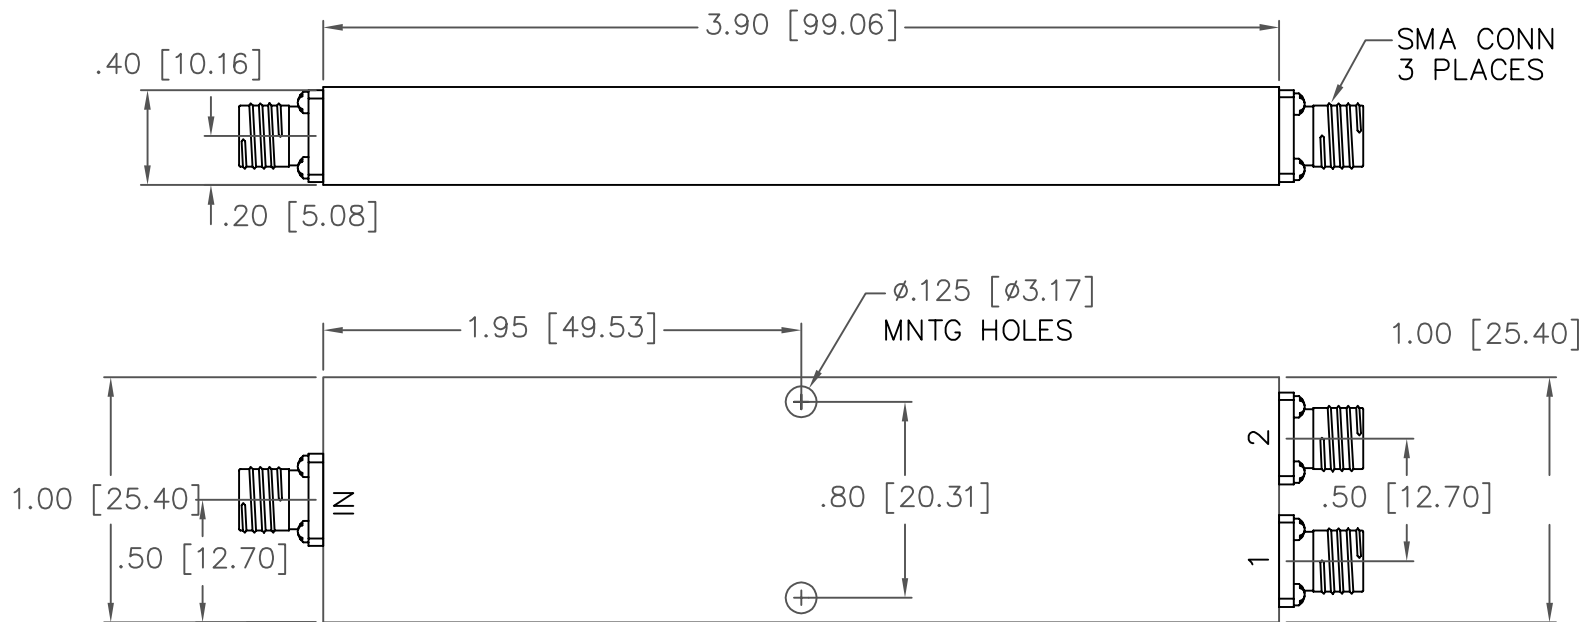 3.90 [99.06]
SMA CONN
3 PLACES
.40 [10.16]
.20 [5.08]
ø.125 [ø3.17]
MNTG HOLES
1.95 [49.53]
1.00 [25.40]
2
1.00 [25.40]
IN
.80 [20.31]
.50 [12.70]
.50 [12.70]
1